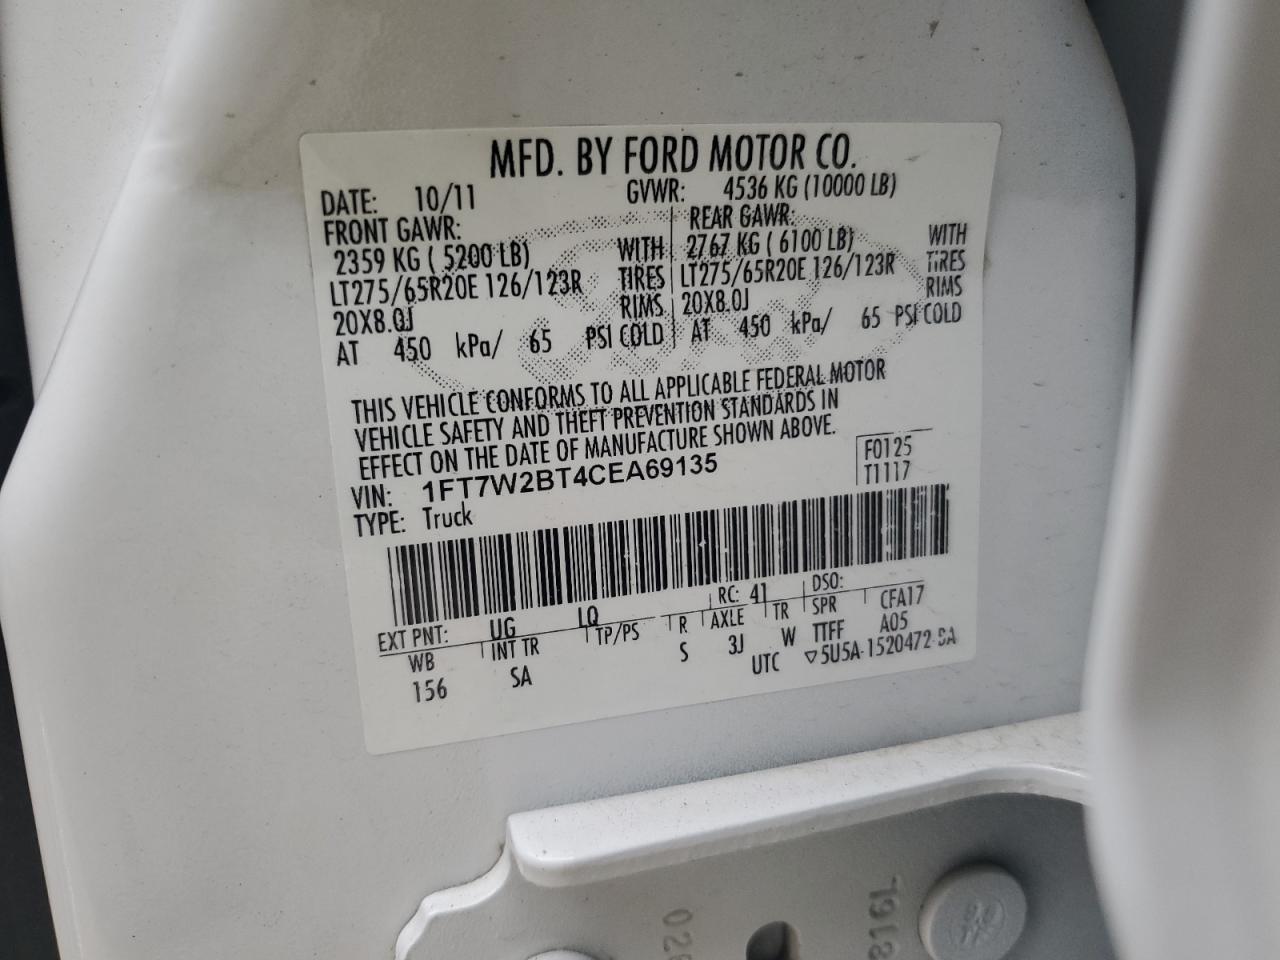 MFD. BY FORD MOTOR CO.
DATE: 10/11 GVWR: 4536 KG (10000 LB)
FRONT GAWR: REAR GAWR:
2359 KG ( 5200 LB) WITH 2767 KG ( 6100 LB) WITH
LT275/65R20E 126/123R TIRES LT275/65R20E 126/123R TIRES
20X8.0J RIMS 20X8.0J RIMS
AT 450 kPa/ 65 PSI COLD AT 450 kPa/ 65 PSI COLD
THIS VEHICLE CONFORMS TO ALL APPLICABLE FEDERAL MOTOR
VEHICLE SAFETY AND THEFT PREVENTION STANDARDS IN
EFFECT ON THE DATE OF MANUFACTURE SHOWN ABOVE.
VIN: 1FT7W2BT4CEA69135 F0125
TYPE: Truck T1117
EXT PNT: UG LQ RC: 41 DSO:
WB INT TR TP/PS R AXLE TR SPR CFA17
156 SA S 3J W TTFF A05
UTC ▽5U5A-1520472-